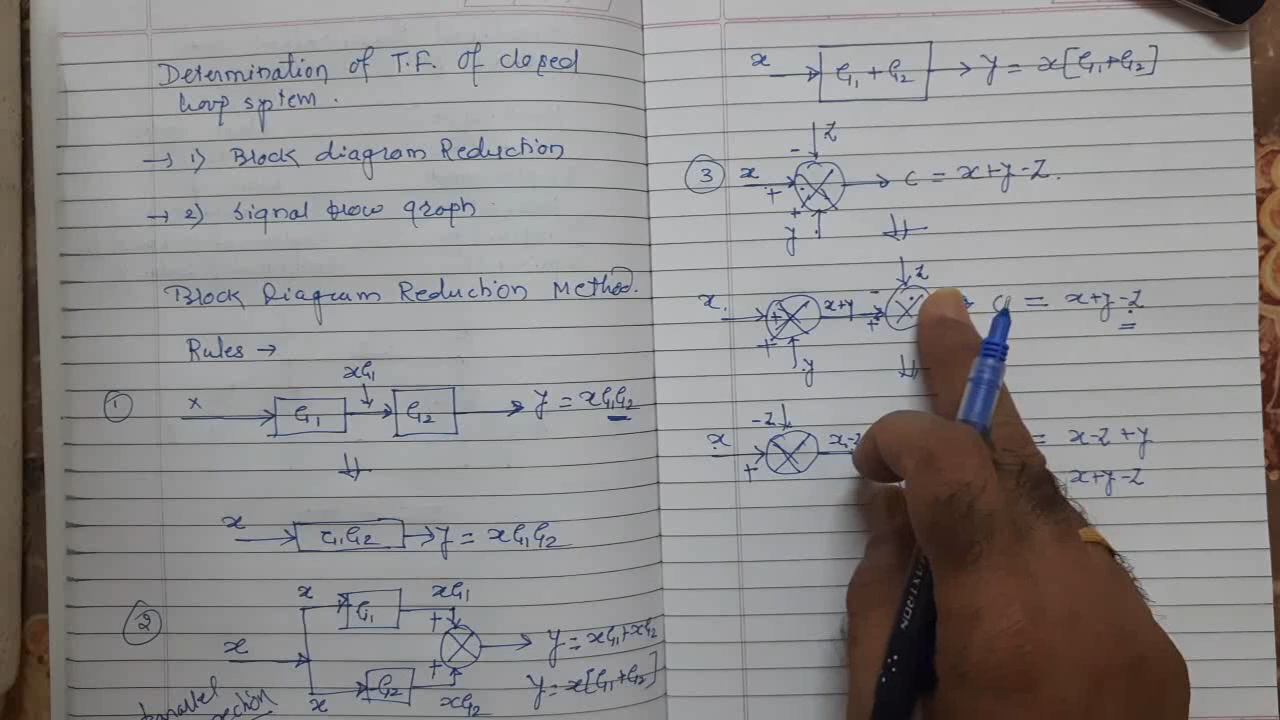 Determination of T.F. of closed
loop system.
→ 1) Block diagram Reduction
→ 2) Signal flow graph
Block Diagram Reduction Method.
Rules →
xG1
1 x G1 G2 y = xG1G2
x G1G2 y = xG1G2
2 x xG1
G1 +
x y = xG1+xG2
G2 + y = x[G1+G2]
x xG2
x G1 + G2 y = x[G1+G2]
- z
3 x + c = x+y-z.
+ y
z
x + x+y - + c = x+y-z
+ y
-z
x + x-z = x-z+y
x+y-z